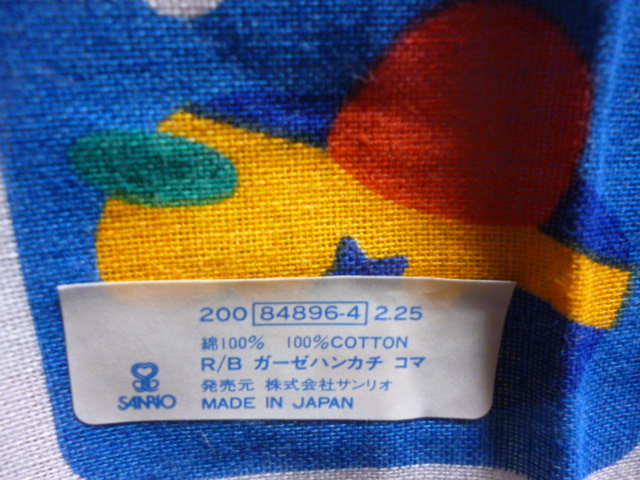 200 84896-4 2.25
綿100% 100%COTTON
R/B ガーゼハンカチ コマ
発売元 株式会社サンリオ
MADE IN JAPAN
SANRIO